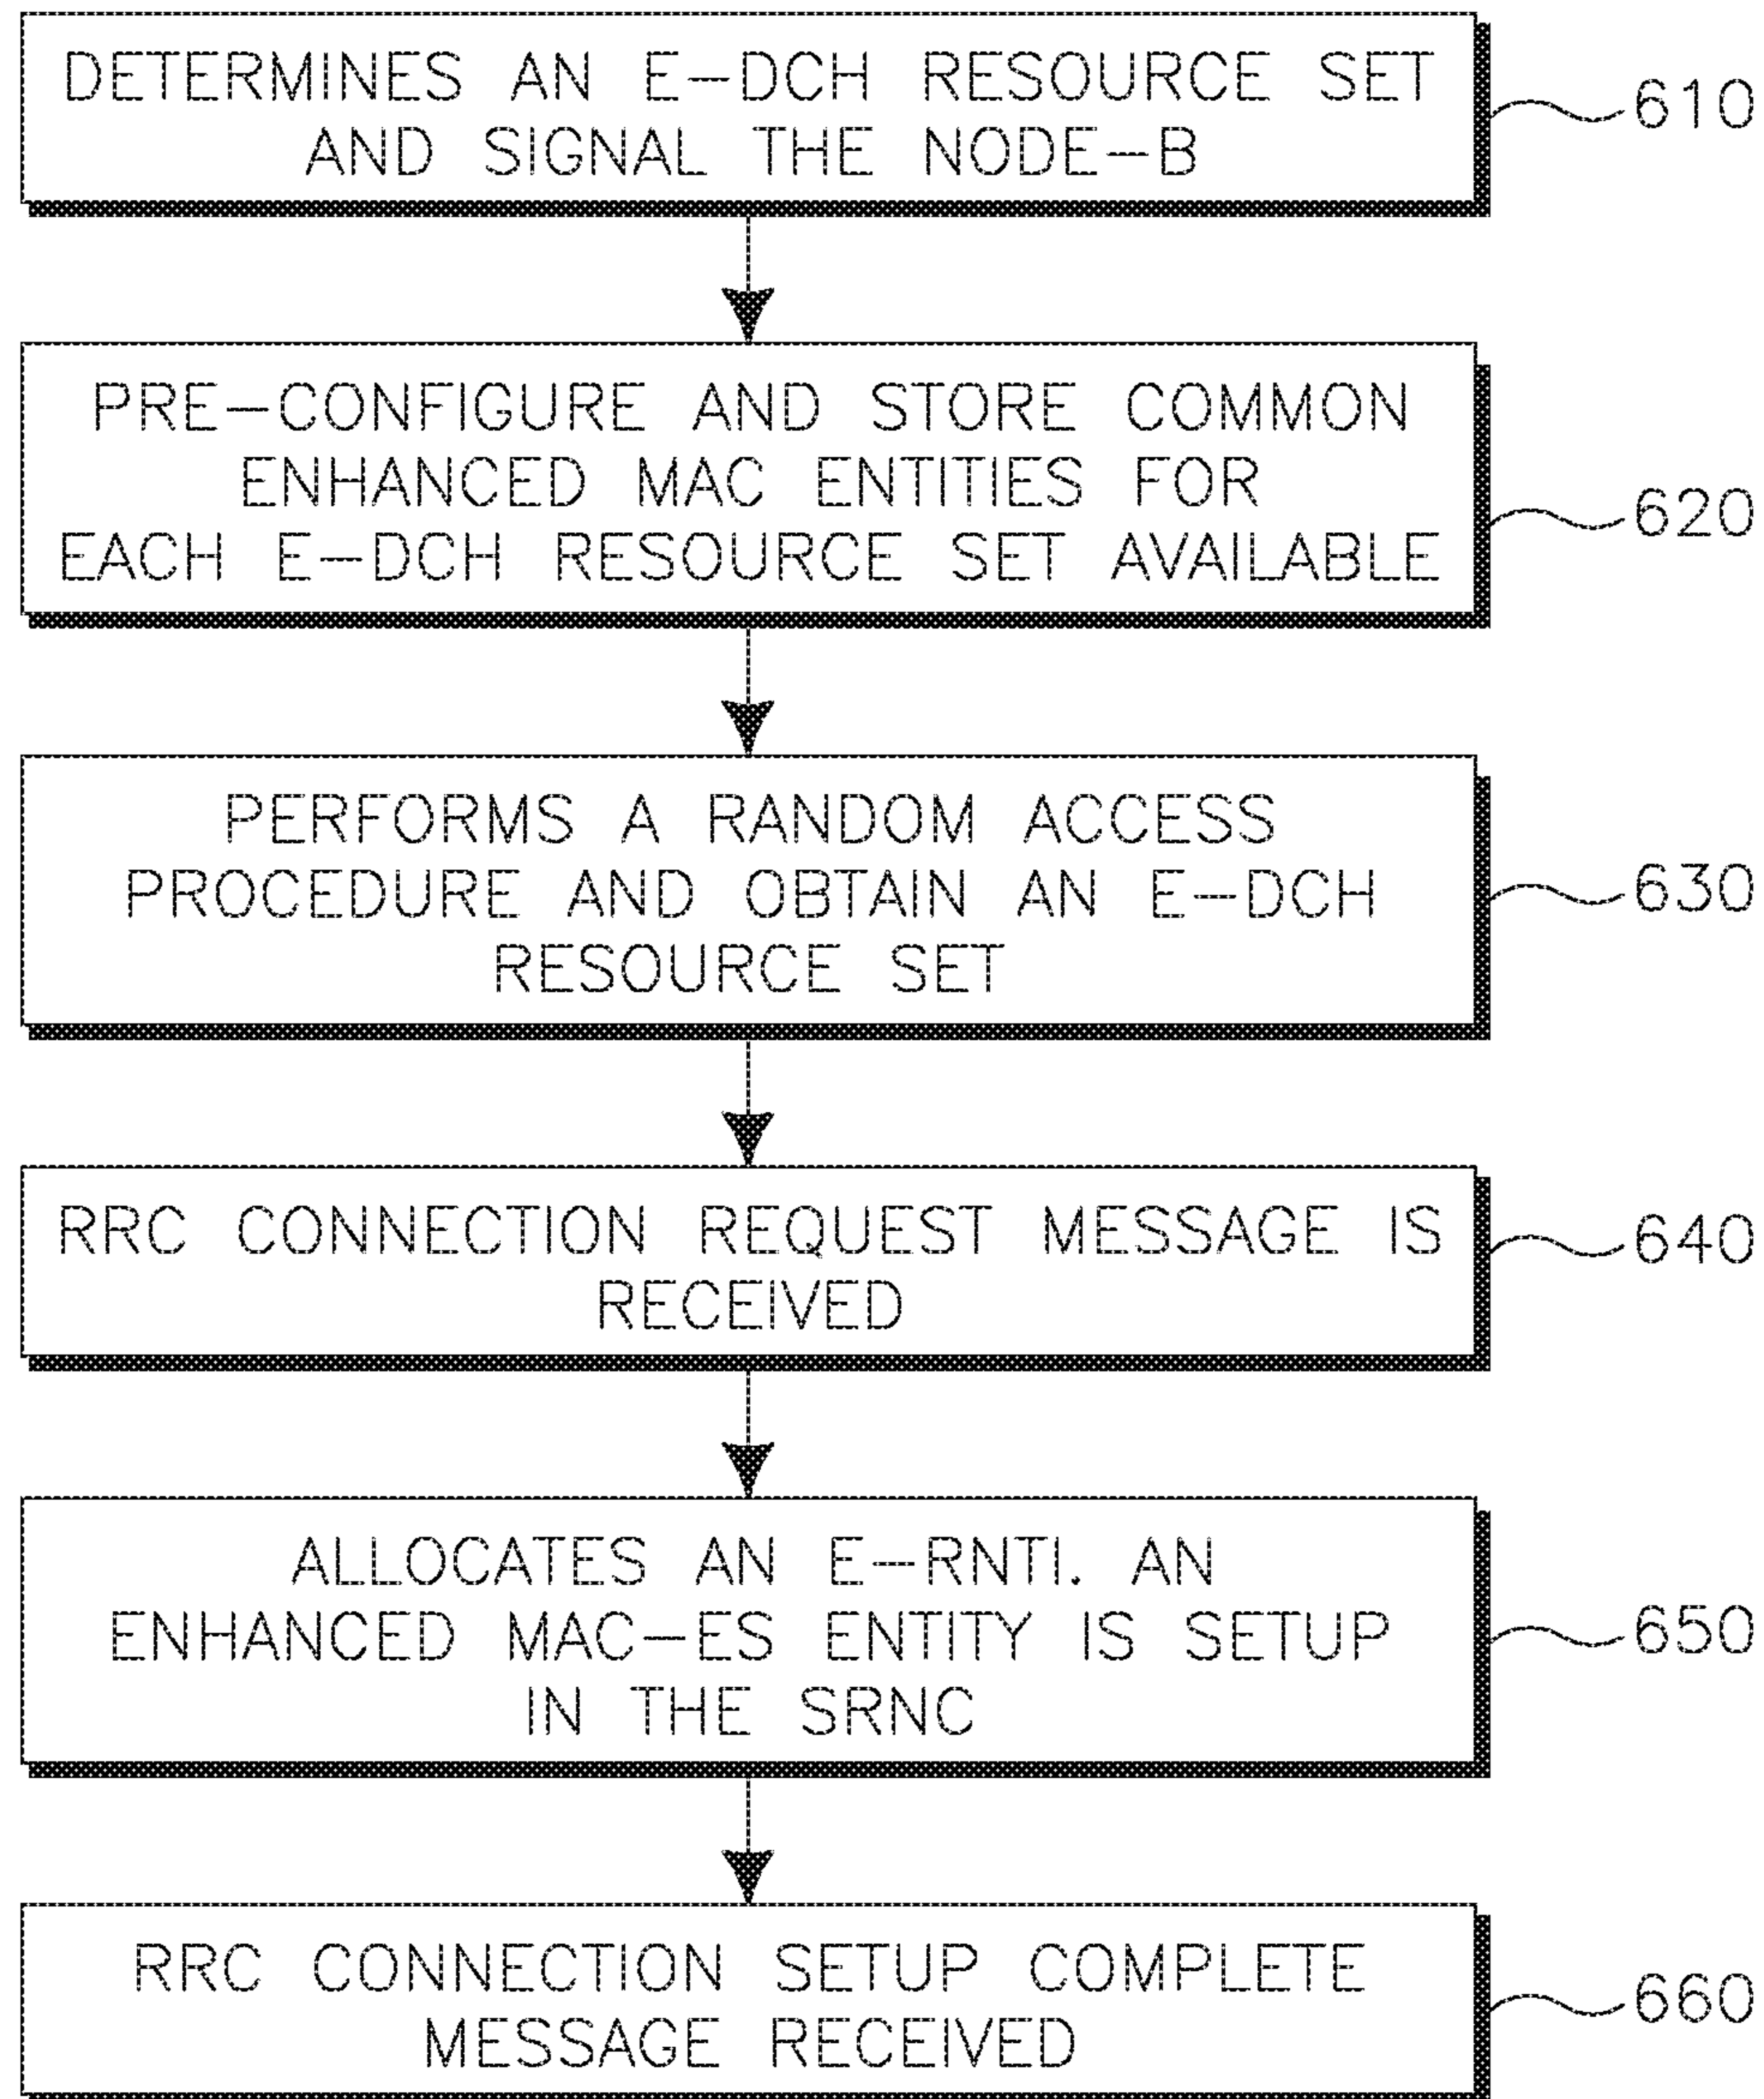 DETERMINES AN E-DCH RESOURCE SET
AND SIGNAL THE NODE-B
610
PRE-CONFIGURE AND STORE COMMON
ENHANCED MAC ENTITIES FOR
EACH E-DCH RESOURCE SET AVAILABLE
620
PERFORMS A RANDOM ACCESS
PROCEDURE AND OBTAIN AN E-DCH
RESOURCE SET
630
RRC CONNECTION REQUEST MESSAGE IS
RECEIVED
640
ALLOCATES AN E-RNTI. AN
ENHANCED MAC-ES ENTITY IS SETUP
IN THE SRNC
650
RRC CONNECTION SETUP COMPLETE
MESSAGE RECEIVED
660